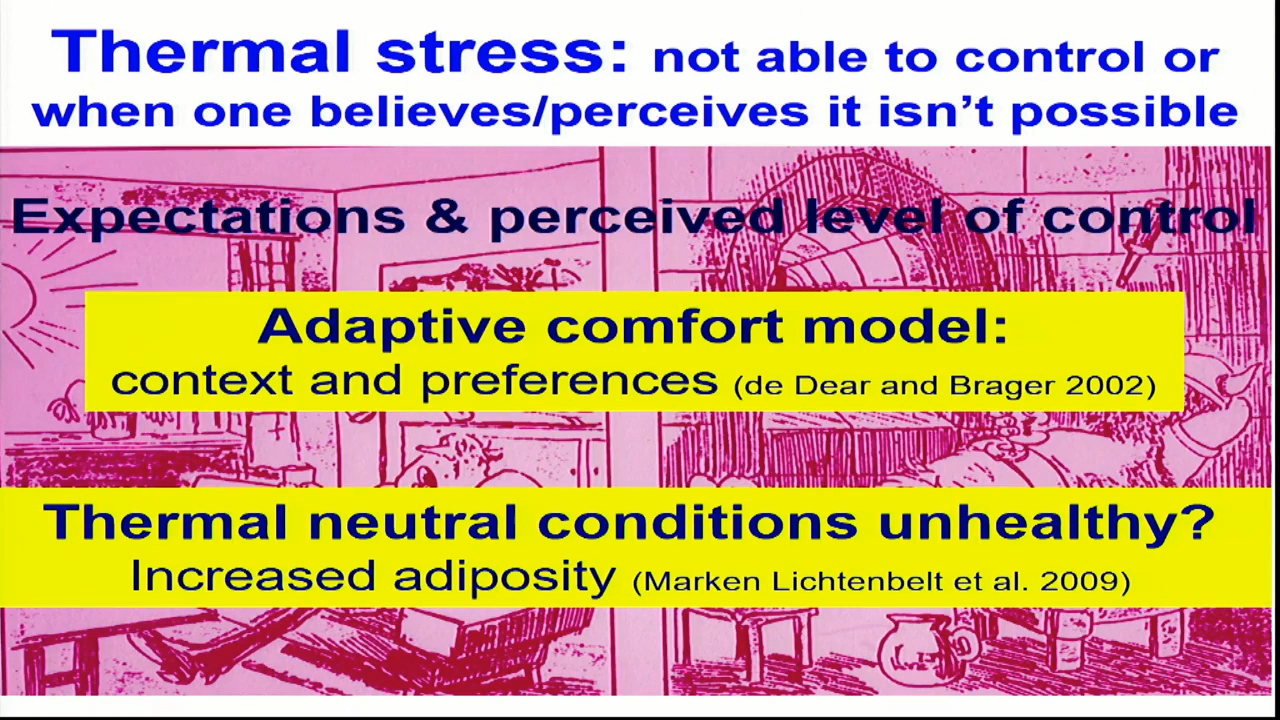 Thermal stress: not able to control or
when one believes/perceives it isn’t possible
Expectations & perceived level of control
Adaptive comfort model:
context and preferences (de Dear and Brager 2002)
Thermal neutral conditions unhealthy?
Increased adiposity (Marken Lichtenbelt et al. 2009)